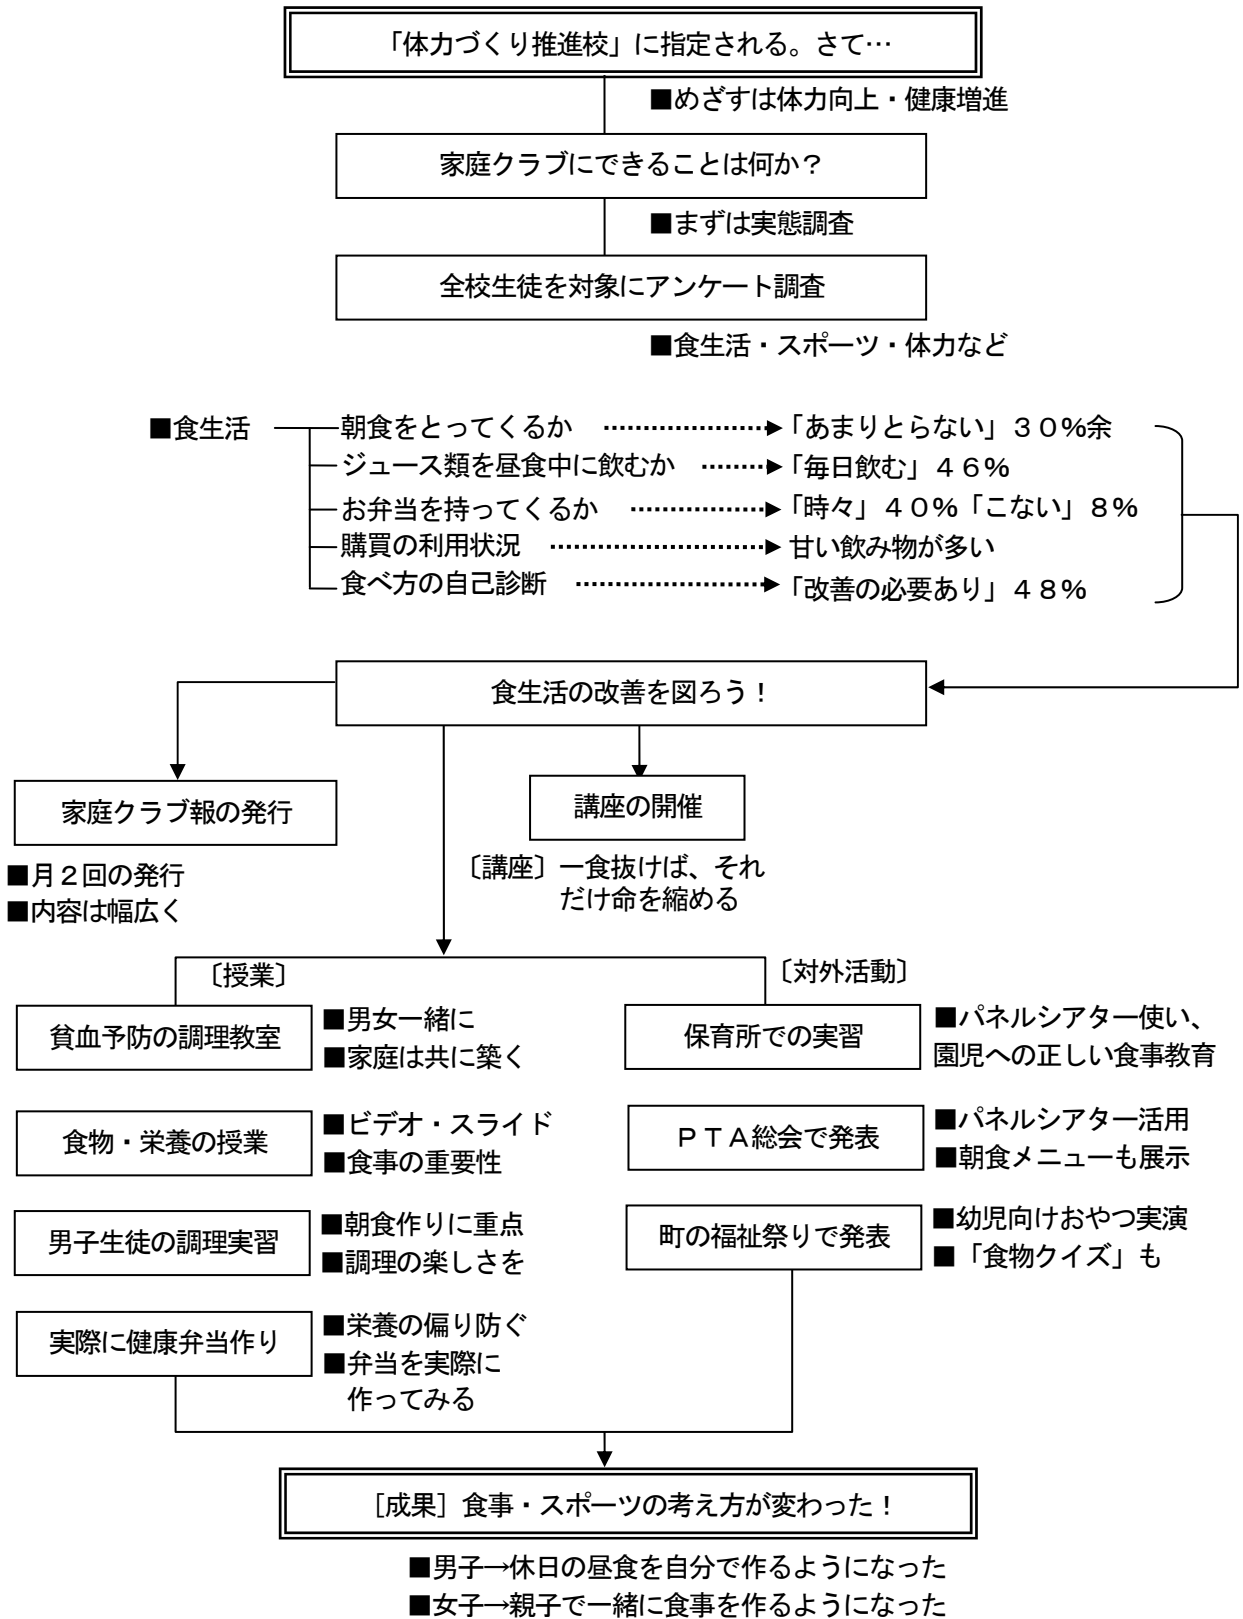 「体力づくり推進校」に指定される。さて…
■めざすは体力向上・健康増進
家庭クラブにできることは何か？
■まずは実態調査
全校生徒を対象にアンケート調査
■食生活・スポーツ・体力など
■食生活
朝食をとってくるか 「あまりとらない」３０％余
ジュース類を昼食中に飲むか 「毎日飲む」４６％
お弁当を持ってくるか 「時々」４０％「こない」８％
購買の利用状況 甘い飲み物が多い
食べ方の自己診断 「改善の必要あり」４８％
食生活の改善を図ろう！
家庭クラブ報の発行
■月２回の発行
■内容は幅広く
講座の開催
〔講座〕一食抜けば、それ
だけ命を縮める
〔授業〕
貧血予防の調理教室
■男女一緒に
■家庭は共に築く
食物・栄養の授業
■ビデオ・スライド
■食事の重要性
男子生徒の調理実習
■朝食作りに重点
■調理の楽しさを
実際に健康弁当作り
■栄養の偏り防ぐ
■弁当を実際に
作ってみる
〔対外活動〕
保育所での実習
■パネルシアター使い、
園児への正しい食事教育
ＰＴＡ総会で発表
■パネルシアター活用
■朝食メニューも展示
町の福祉祭りで発表
■幼児向けおやつ実演
■「食物クイズ」も
［成果］食事・スポーツの考え方が変わった！
■男子→休日の昼食を自分で作るようになった
■女子→親子で一緒に食事を作るようになった